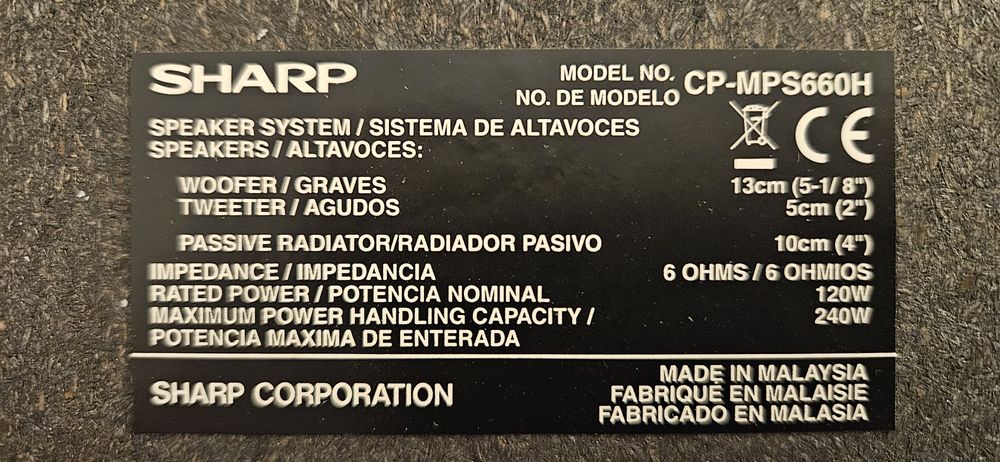 SHARP
MODEL NO.
NO. DE MODELO
CP-MPS660H
SPEAKER SYSTEM / SISTEMA DE ALTAVOCES
SPEAKERS / ALTAVOCES:
WOOFER / GRAVES 13cm (5-1/8")
TWEETER / AGUDOS 5cm (2")
PASSIVE RADIATOR/RADIADOR PASIVO 10cm (4")
IMPEDANCE / IMPEDANCIA 6 OHMS / 6 OHMIOS
RATED POWER / POTENCIA NOMINAL 120W
MAXIMUM POWER HANDLING CAPACITY / 240W
POTENCIA MAXIMA DE ENTERADA
SHARP CORPORATION
MADE IN MALAYSIA
FABRIQUÉ EN MALAISIE
FABRICADO EN MALASIA
CE